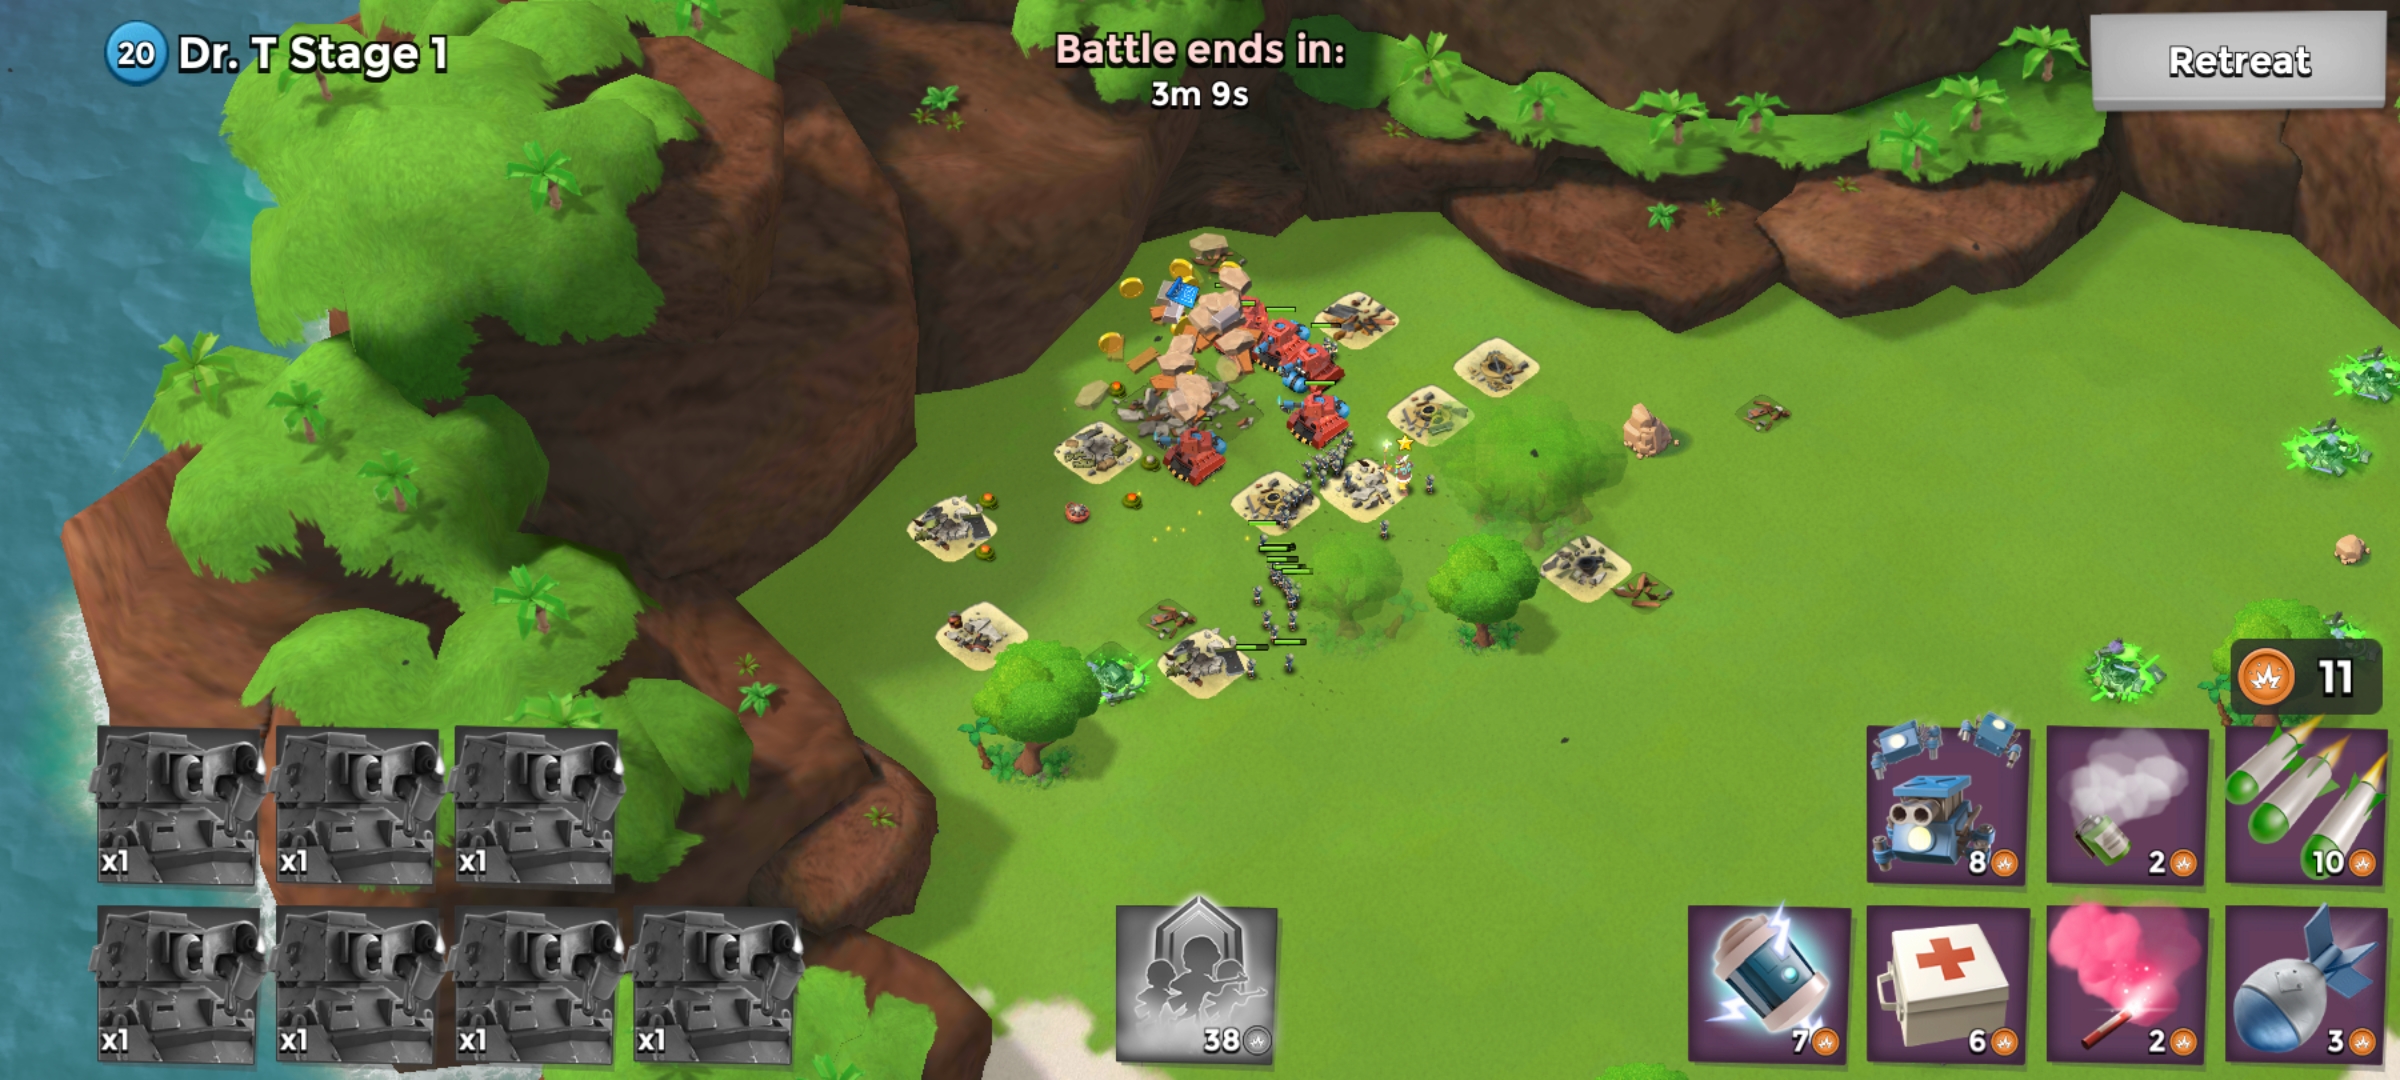 20 Dr. T Stage 1
Battle ends in:
3m 9s
Retreat
11
8
2
10
x1
x1
x1
x1
x1
x1
x1
38
7
6
2
3